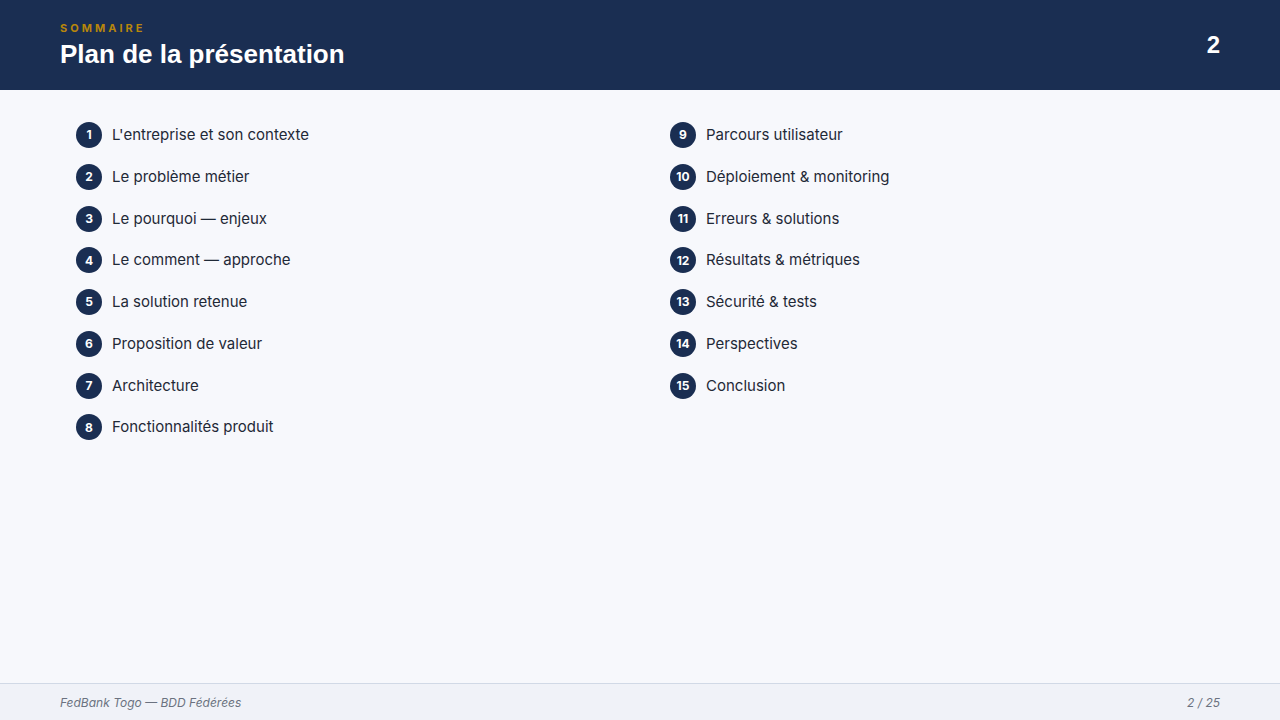 SOMMAIRE
Plan de la présentation
2
1 L'entreprise et son contexte
2 Le problème métier
3 Le pourquoi — enjeux
4 Le comment — approche
5 La solution retenue
6 Proposition de valeur
7 Architecture
8 Fonctionnalités produit
9 Parcours utilisateur
10 Déploiement & monitoring
11 Erreurs & solutions
12 Résultats & métriques
13 Sécurité & tests
14 Perspectives
15 Conclusion
FedBank Togo — BDD Fédérées
2 / 25